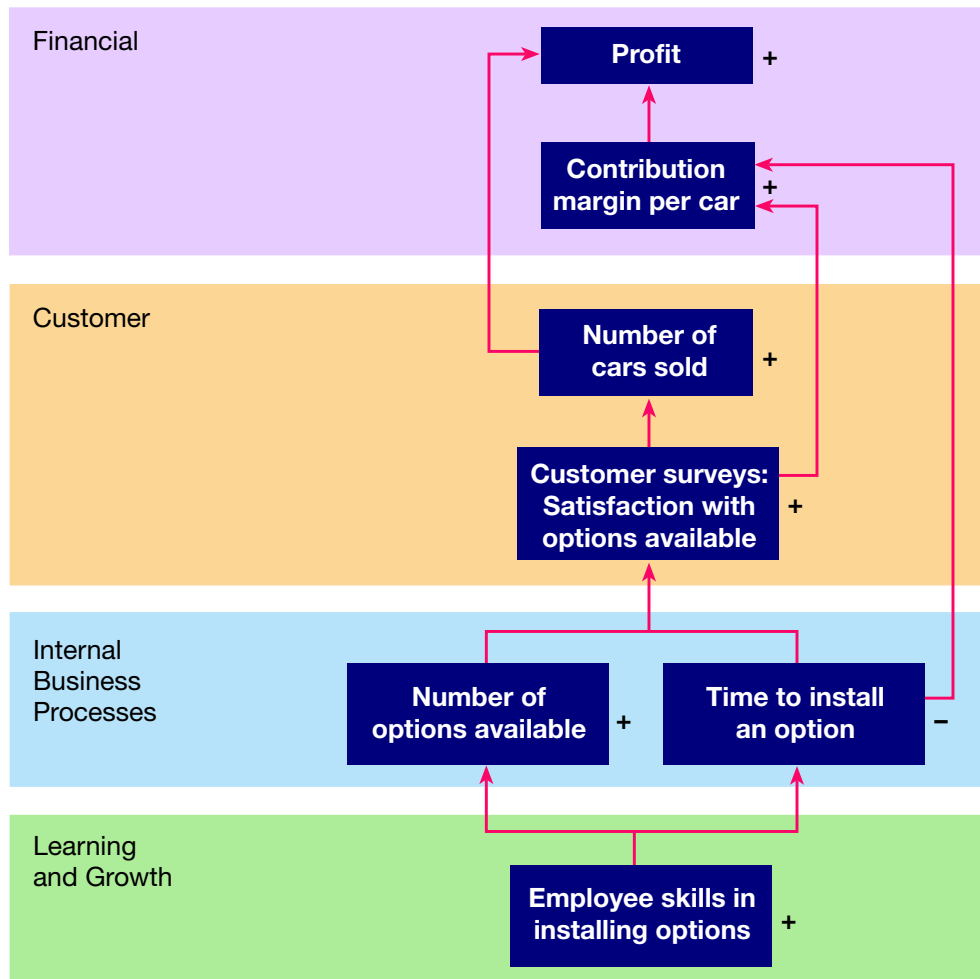 Financial
Profit
+
Contribution
margin per car
+
Customer
Number of
cars sold
+
Customer surveys:
Satisfaction with
options available
+
Internal
Business
Processes
Number of
options available
+
Time to install
an option
−
Learning
and Growth
Employee skills in
installing options
+